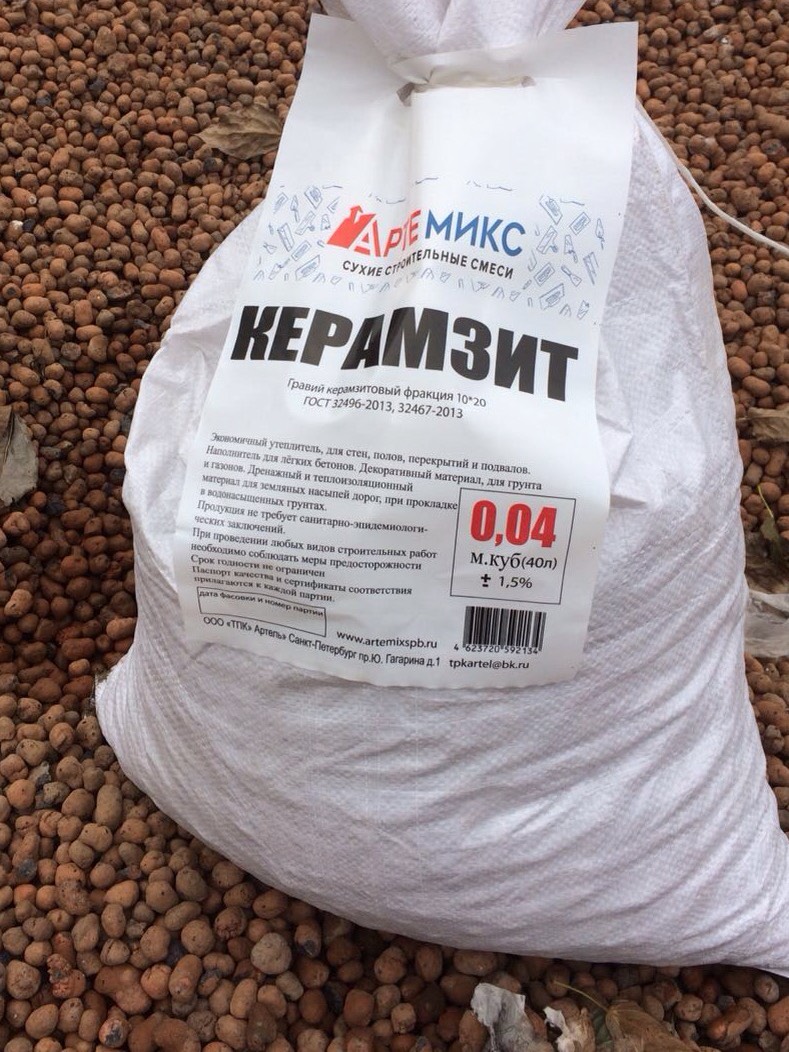 АРТЕМИКС
СУХИЕ СТРОИТЕЛЬНЫЕ СМЕСИ
КЕРАМЗИТ
Гравий керамзитовый фракция 10*20
ГОСТ 32496-2013, 32467-2013
Экономичный утеплитель, для стен, полов, перекрытий и подвалов.
Наполнитель для лёгких бетонов. Декоративный материал, для грунта
и газонов. Дренажный и теплоизоляционный
материал для земляных насыпей дорог, при прокладке
в водонасыщенных грунтах.
Продукция не требует санитарно-эпидемиологи-
ческих заключений.
При проведении любых видов строительных работ
необходимо соблюдать меры предосторожности
Срок годности не ограничен
Паспорт качества и сертификаты соответствия
прилагаются к каждой партии.
0,04
м.куб(40л)
± 1,5%
дата Фасовки и номер партии
4 623720 592134
www.artemixspb.ru
ООО «ТПК» Артель» Санкт-Петербург пр.Ю. Гагарина д.1 tpkartel@bk.ru